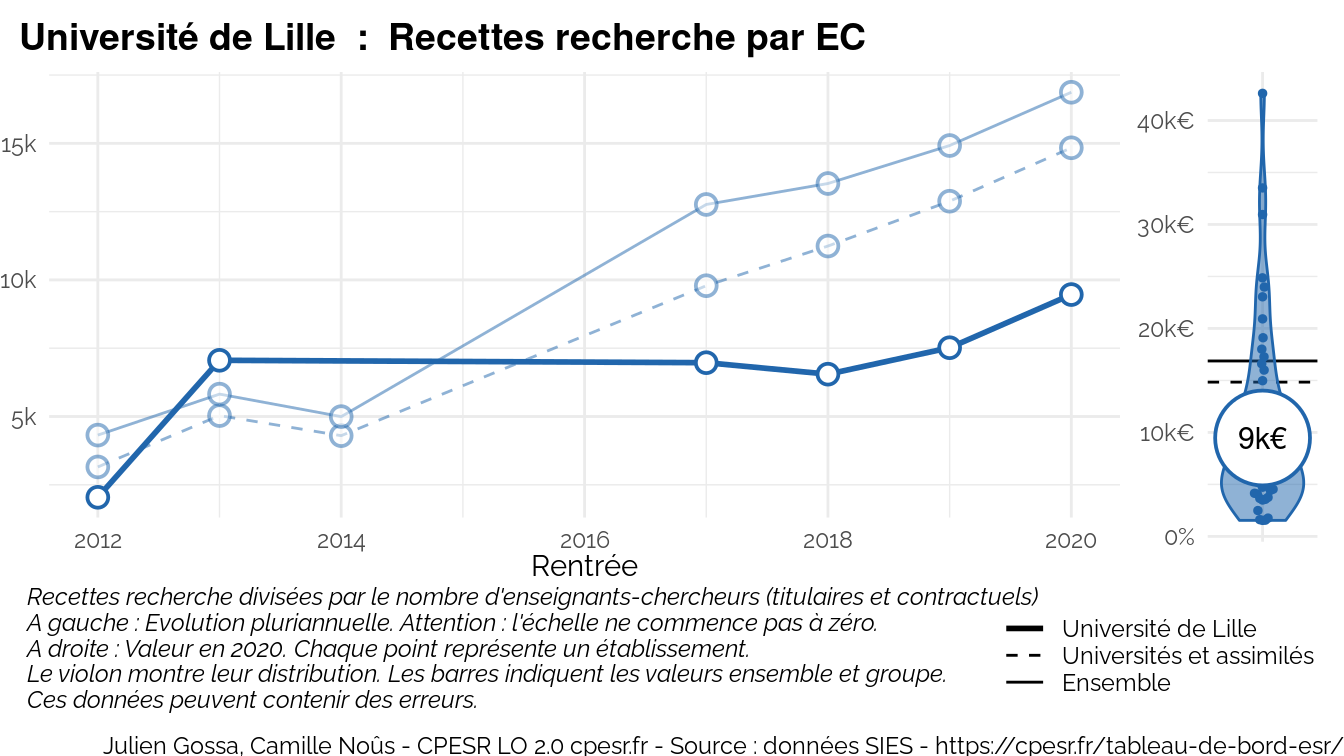 Université de Lille : Recettes recherche par EC
15k
10k
5k
2012 2014 2016 2018 2020
Rentrée
40k€
30k€
20k€
10k€
0%
9k€
Recettes recherche divisées par le nombre d'enseignants-chercheurs (titulaires et contractuels)
A gauche : Evolution pluriannuelle. Attention : l'échelle ne commence pas à zéro.
A droite : Valeur en 2020. Chaque point représente un établissement.
Le violon montre leur distribution. Les barres indiquent les valeurs ensemble et groupe.
Ces données peuvent contenir des erreurs.
Université de Lille
Universités et assimilés
Ensemble
Julien Gossa, Camille Noûs - CPESR LO 2.0 cpesr.fr - Source : données SIES - https://cpesr.fr/tableau-de-bord-esr/